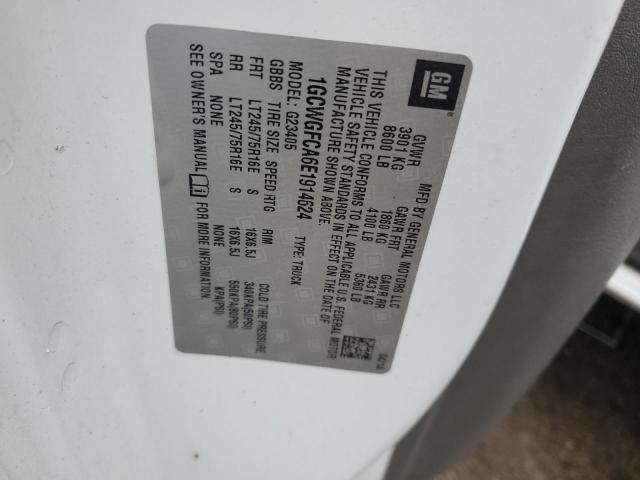 GM
®
MFD BY GENERAL MOTORS LLC
04/14
GVWR GAWR FRT GAWR RR
3901 KG 1860 KG 2431 KG
8600 LB 4100 LB 5360 LB
THIS VEHICLE CONFORMS TO ALL APPLICABLE U.S. FEDERAL MOTOR
VEHICLE SAFETY STANDARDS IN EFFECT ON THE DATE OF
MANUFACTURE SHOWN ABOVE.
1GCWGFCA6E1914624 TYPE: TRUCK
MODEL: G23405
GBBS TIRE SIZE SPEED RTG RIM COLD TIRE PRESSURE
FRT LT245/75R16E S 16X6.5J 340KPA(50PSI)
RR LT245/75R16E S 16X6.5J 550KPA(80PSI)
SPA NONE NONE KPA(PSI)
SEE OWNER'S MANUAL FOR MORE INFORMATION.